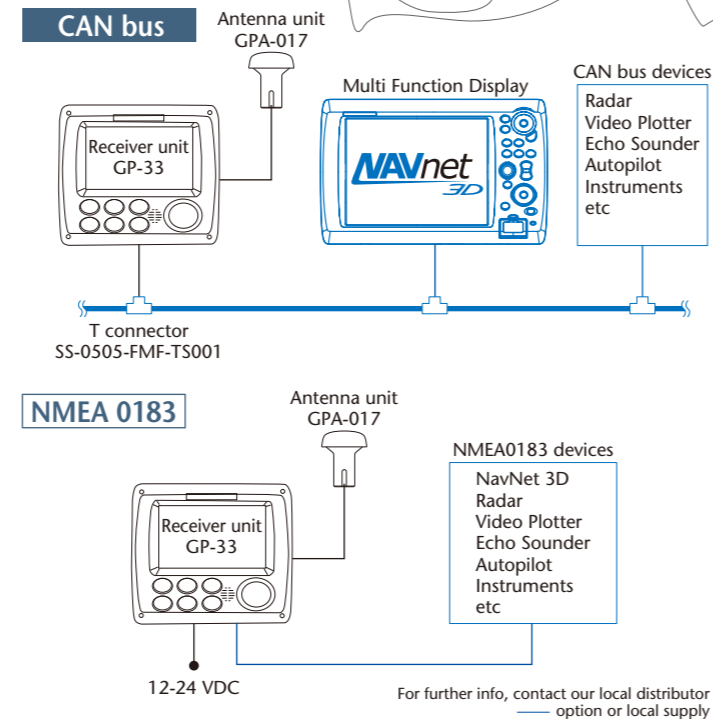 CAN bus
Antenna unit
GPA-017
Receiver unit
GP-33
Multi Function Display
NAVnet
3D
CAN bus devices
Radar
Video Plotter
Echo Sounder
Autopilot
Instruments
etc
T connector
SS-0505-FMF-TS001
NMEA 0183
Antenna unit
GPA-017
Receiver unit
GP-33
12-24 VDC
NMEA0183 devices
NavNet 3D
Radar
Video Plotter
Echo Sounder
Autopilot
Instruments
etc
For further info, contact our local distributor
option or local supply